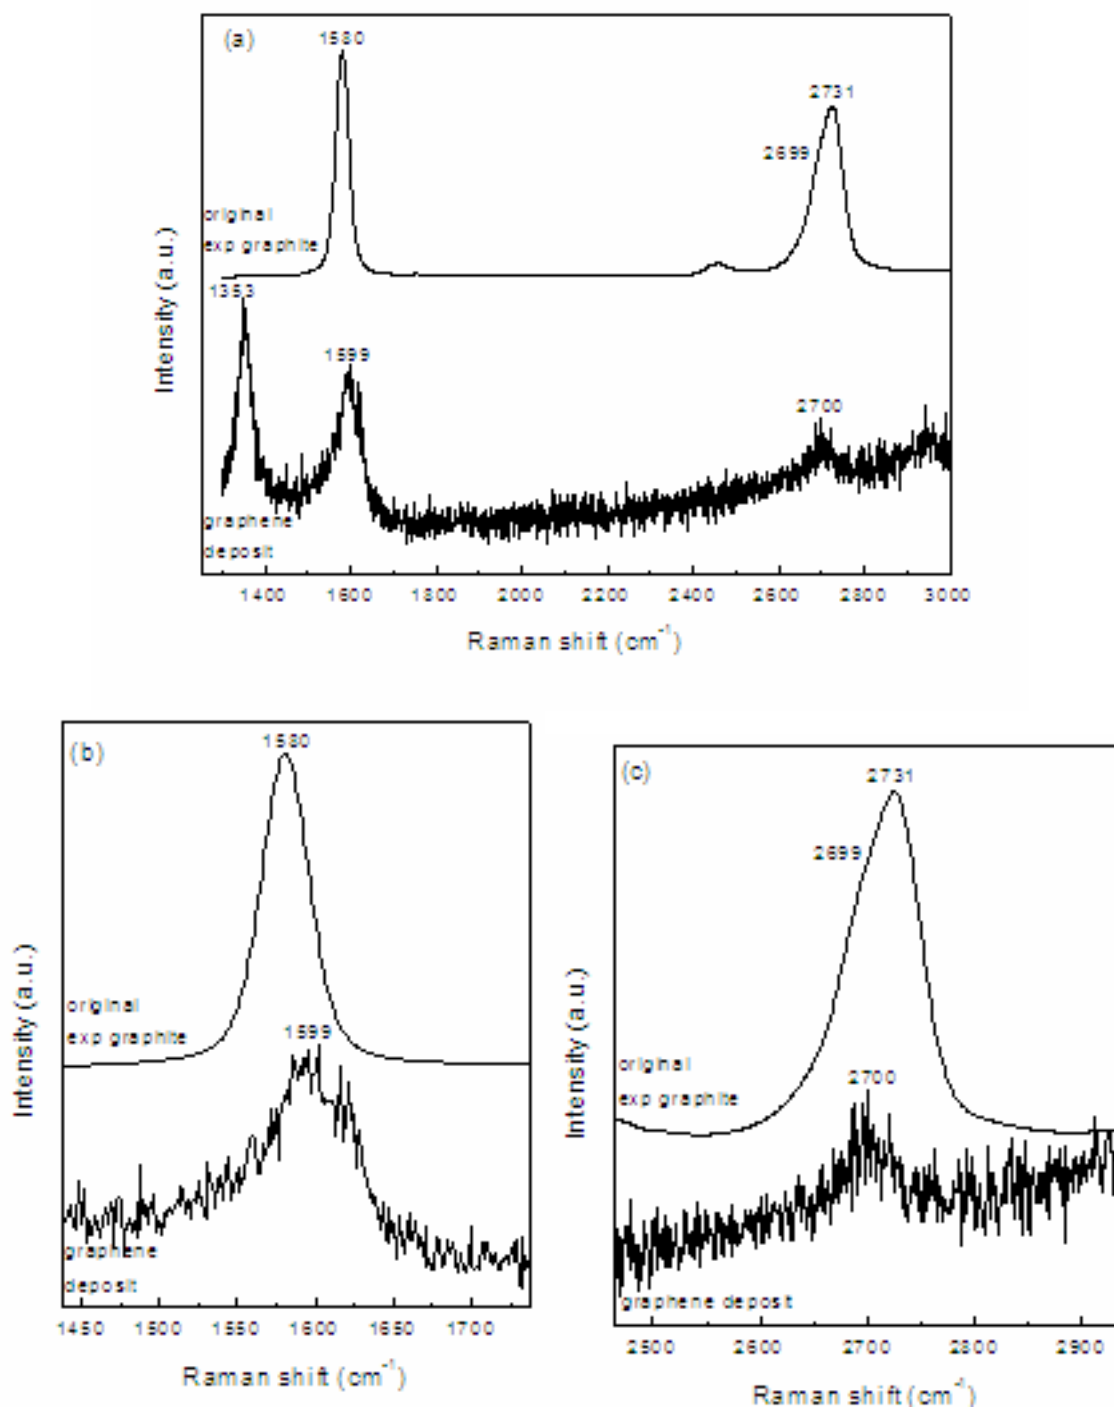 (a)
1580
2731
2699
original
exp graphite
1353
1599
2700
graphene
deposit
Intensity (a.u.)
1400 1600 1800 2000 2200 2400 2600 2800 3000
Raman shift (cm⁻¹)
(b)
1580
original
exp graphite
1599
graphene
deposit
Intensity (a.u.)
1450 1500 1550 1600 1650 1700
Raman shift (cm⁻¹)
(c)
2731
2699
original
exp graphite
2700
graphene deposit
Intensity (a.u.)
2500 2600 2700 2800 2900
Raman shift (cm⁻¹)